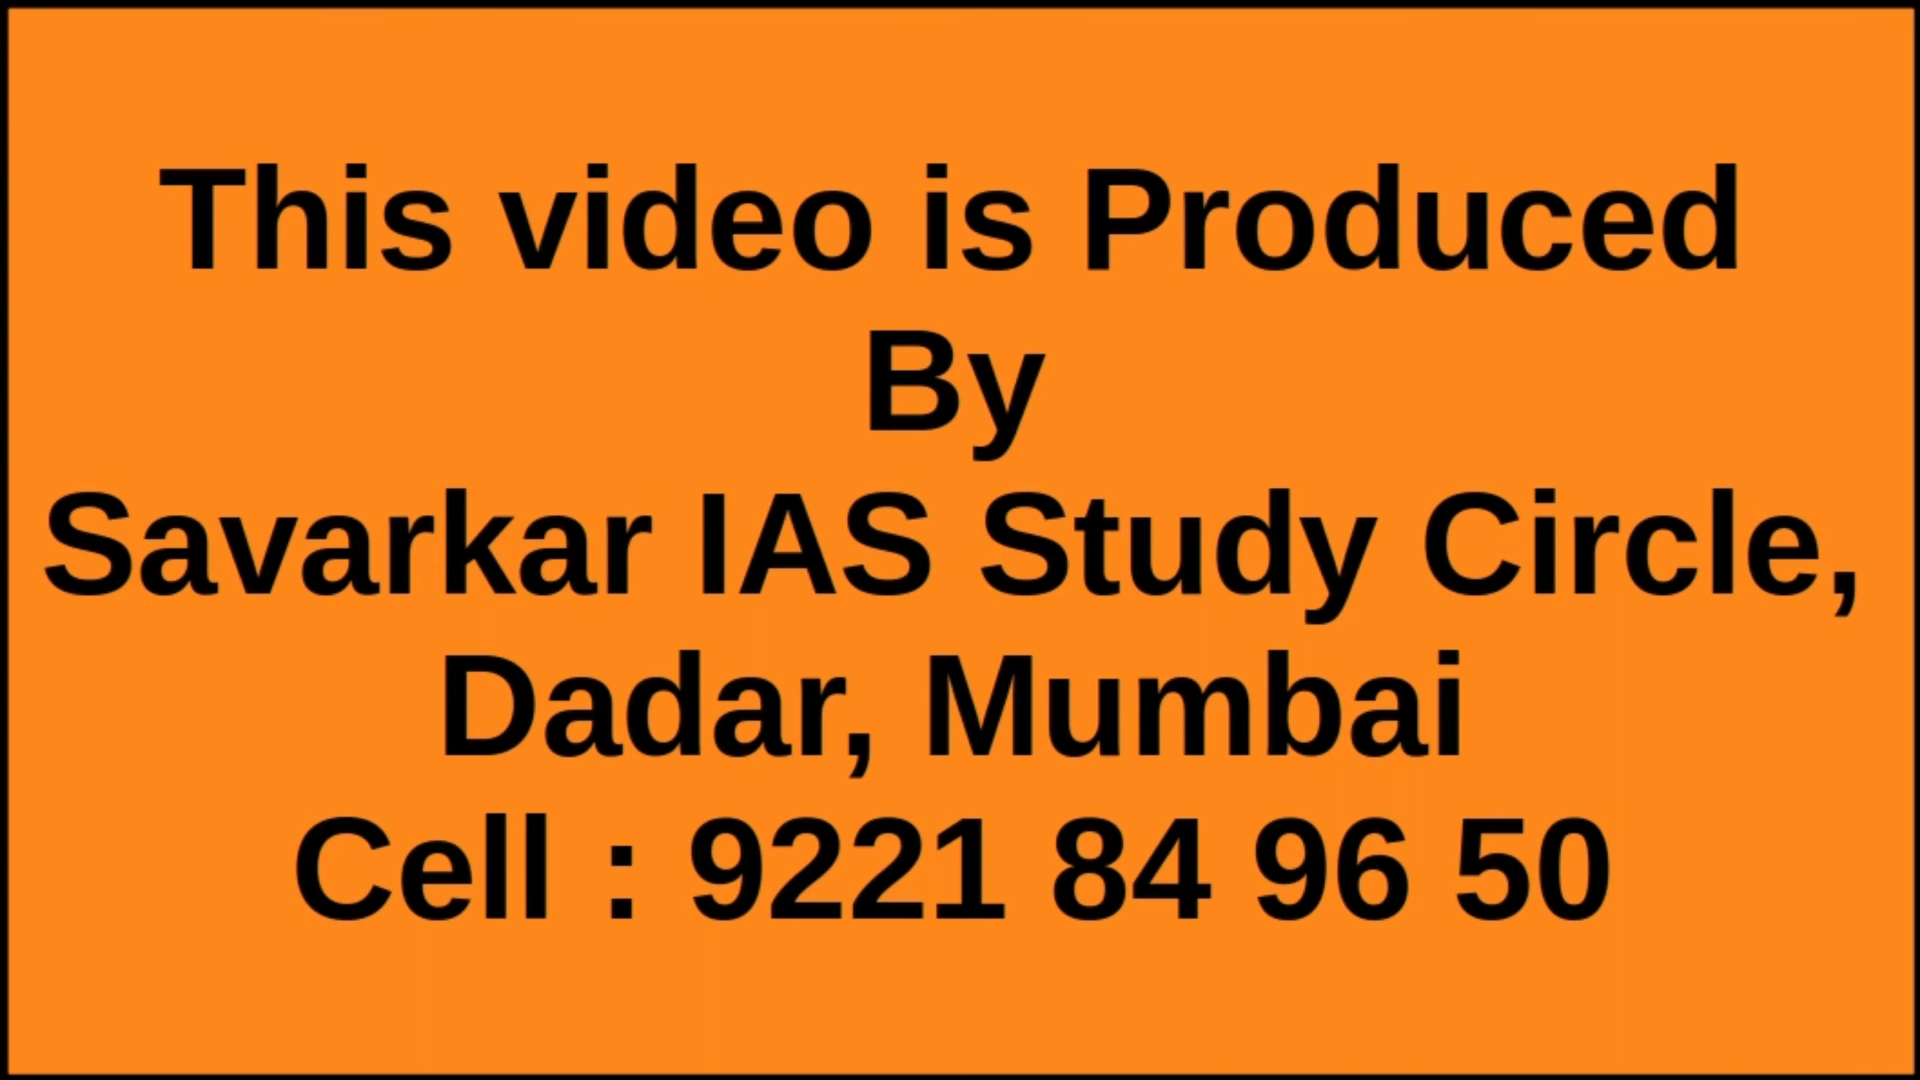 This video is Produced
By
Savarkar IAS Study Circle,
Dadar, Mumbai
Cell : 9221 84 96 50